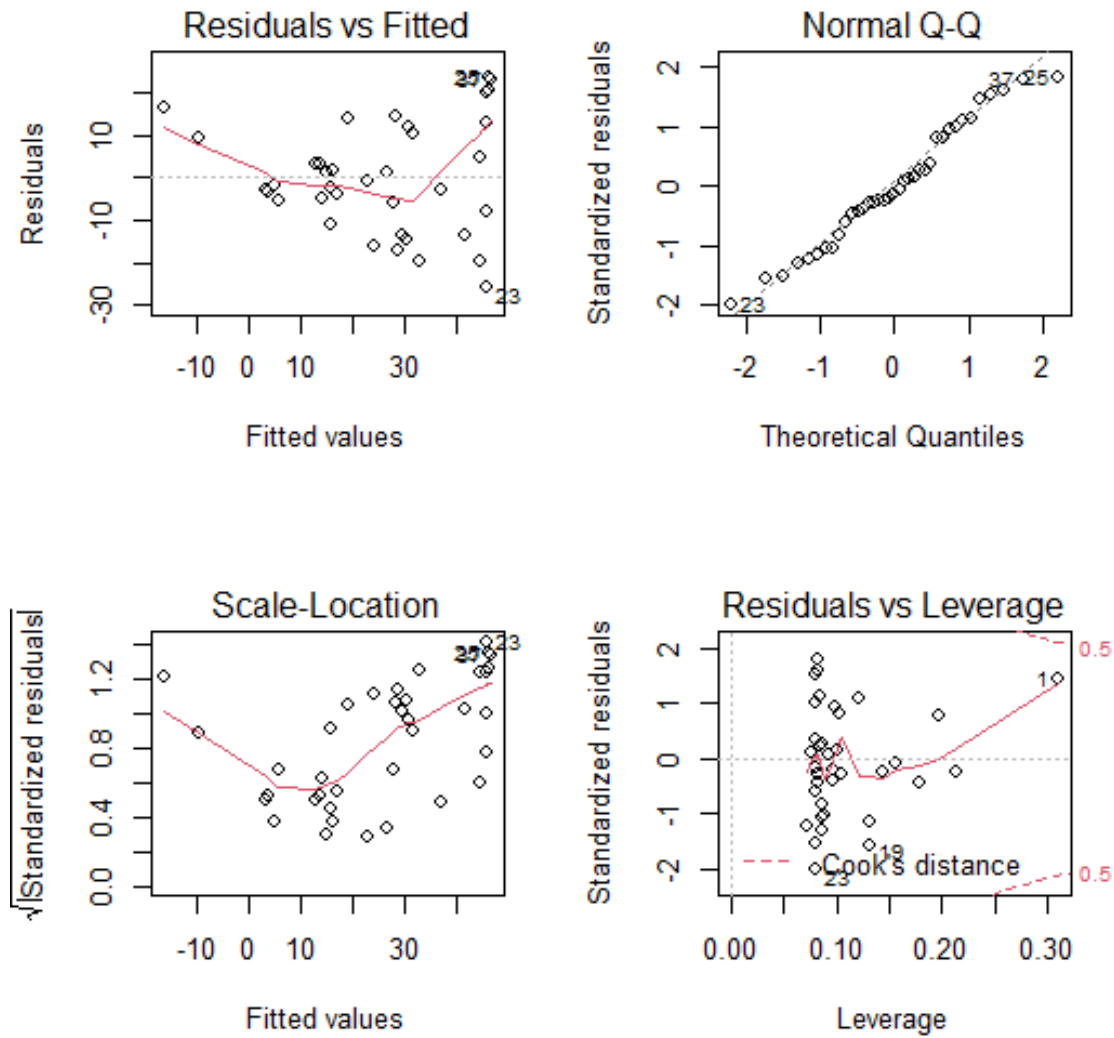 Residuals vs Fitted
Residuals
10
-10
-30
23
-10 0 10 30
Fitted values
Normal Q-Q
Standardized residuals
2
1
0
-1
-2
37 25
23
-2 -1 0 1 2
Theoretical Quantiles
Scale-Location
√|Standardized residuals|
1.2
0.8
0.4
0.0
23
-10 0 10 30
Fitted values
Residuals vs Leverage
Standardized residuals
2
1
0
-1
-2
0.5
1
19
Cook's distance
23
0.5
0.00 0.10 0.20 0.30
Leverage